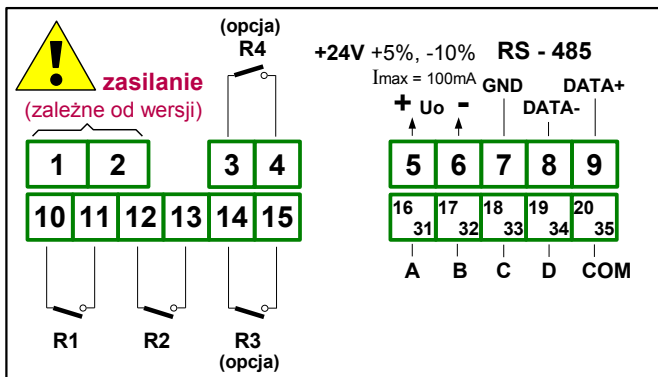 (opcja)
R4
zasilanie
(zależne od wersji)
+24V +5%, -10% RS - 485
Imax = 100mA
GND DATA+
+ Uo - DATA-
1 2 3 4 5 6 7 8 9
10 11 12 13 14 15
16 17 18 19 20
31 32 33 34 35
A B C D COM
R1 R2 R3
(opcja)